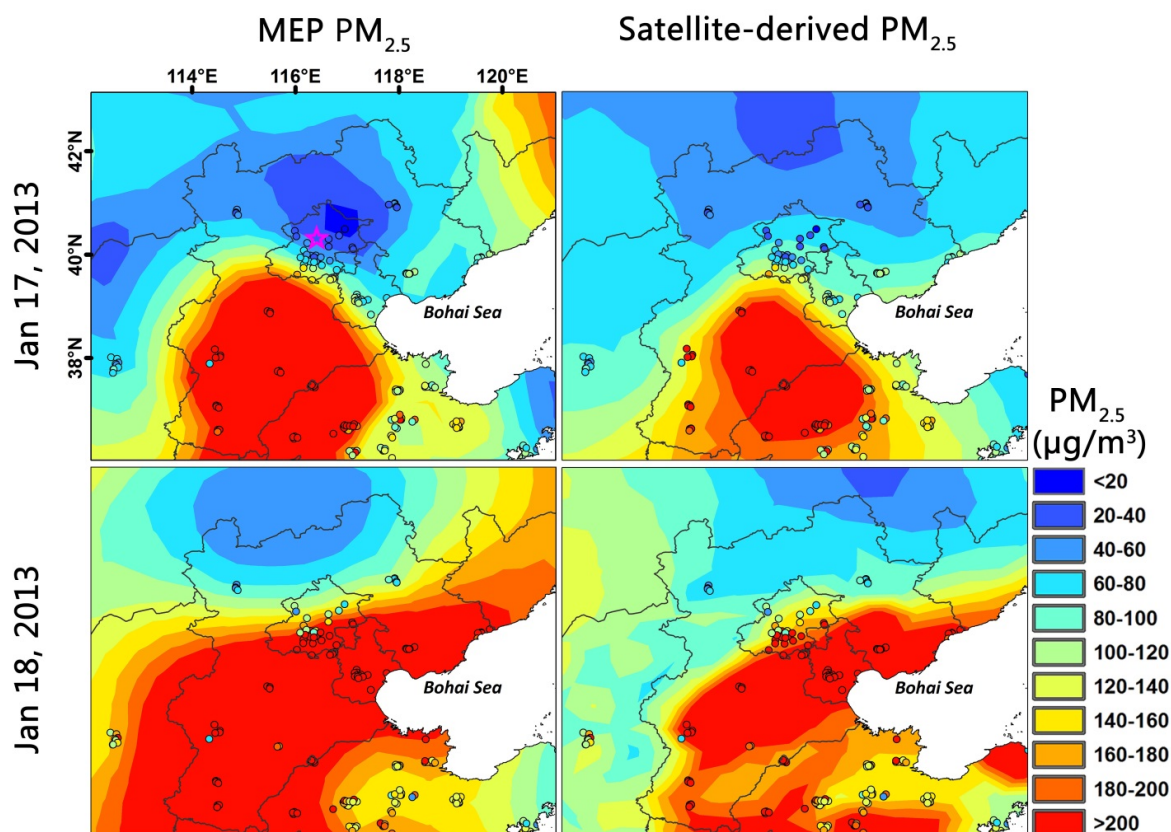 MEP PM2.5
Satellite-derived PM2.5
114°E 116°E 118°E 120°E
42°N
40°N
38°N
Jan 17, 2013
Bohai Sea
Bohai Sea
Jan 18, 2013
Bohai Sea
Bohai Sea
PM2.5
(µg/m³)
<20
20-40
40-60
60-80
80-100
100-120
120-140
140-160
160-180
180-200
>200